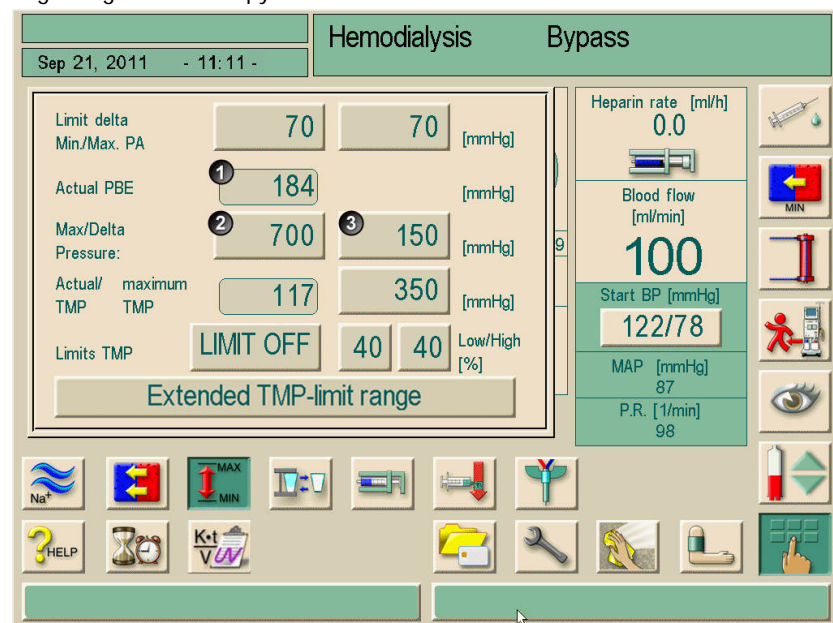 Hemodialysis Bypass
Sep 21, 2011 - 11:11 -
Limit delta
Min./Max. PA
70
70
[mmHg]
Actual PBE
1
184
[mmHg]
Max/Delta
Pressure:
2
700
3
150
[mmHg]
Actual/ maximum
TMP TMP
117
350
[mmHg]
Limits TMP
LIMIT OFF
40
40
Low/High
[%]
Extended TMP-limit range
9
Heparin rate [ml/h]
0.0
Blood flow
[ml/min]
100
Start BP [mmHg]
122/78
MAP [mmHg]
87
P.R. [1/min]
98
MIN
Na+
MAX
MIN
HELP
K•t
V
UV